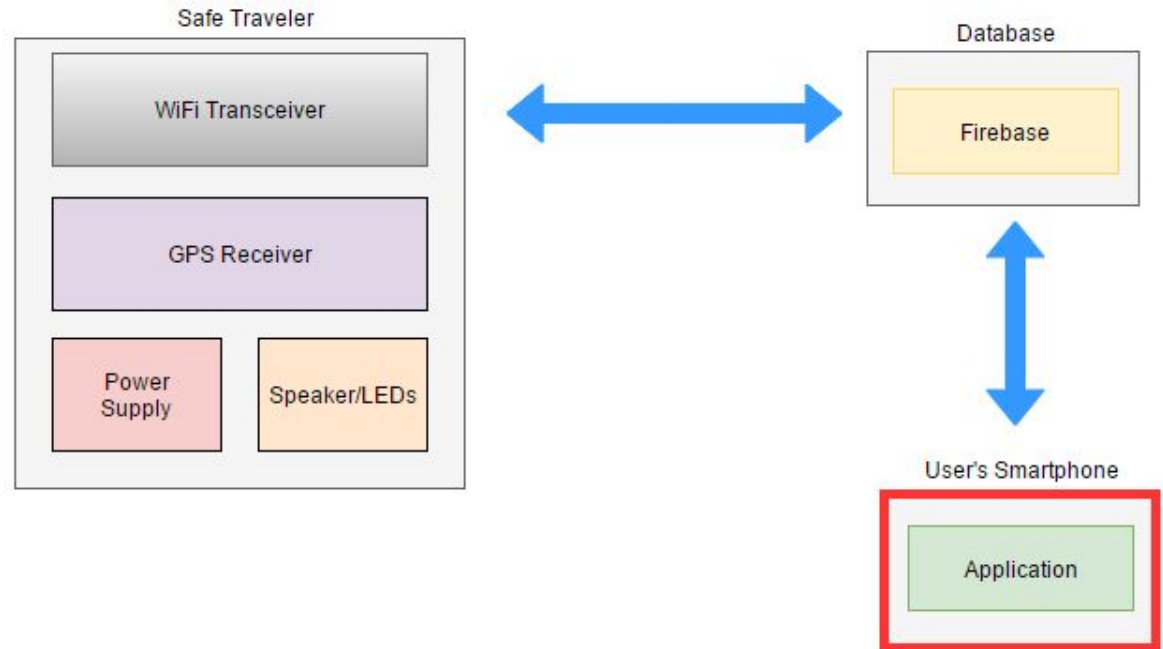 Safe Traveler
WiFi Transceiver
GPS Receiver
Power
Supply
Speaker/LEDs
Database
Firebase
User's Smartphone
Application